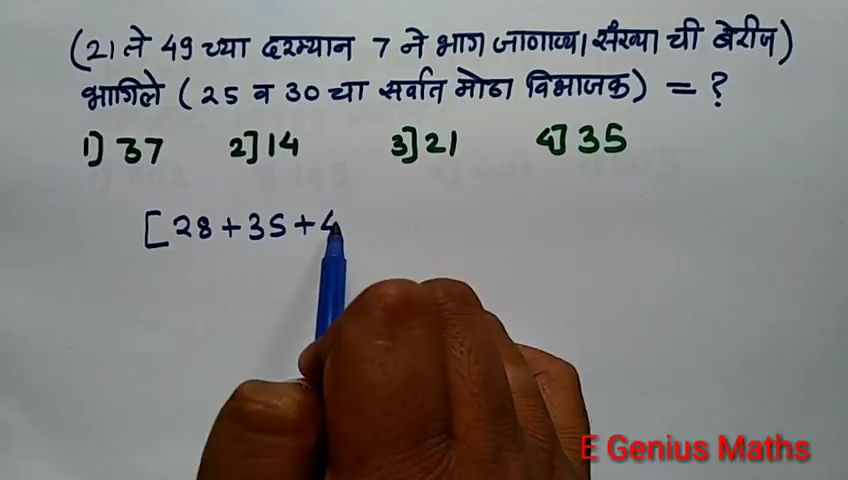 (21 ते 49 च्या दरम्यान 7 ने भाग जाणाऱ्या संख्या ची बेरीज)
भागिले (25 व 30 चा सर्वात मोठा विभाजक) = ?
1] 37 2] 14 3] 21 4] 35
[28+35+4
E Genius Maths